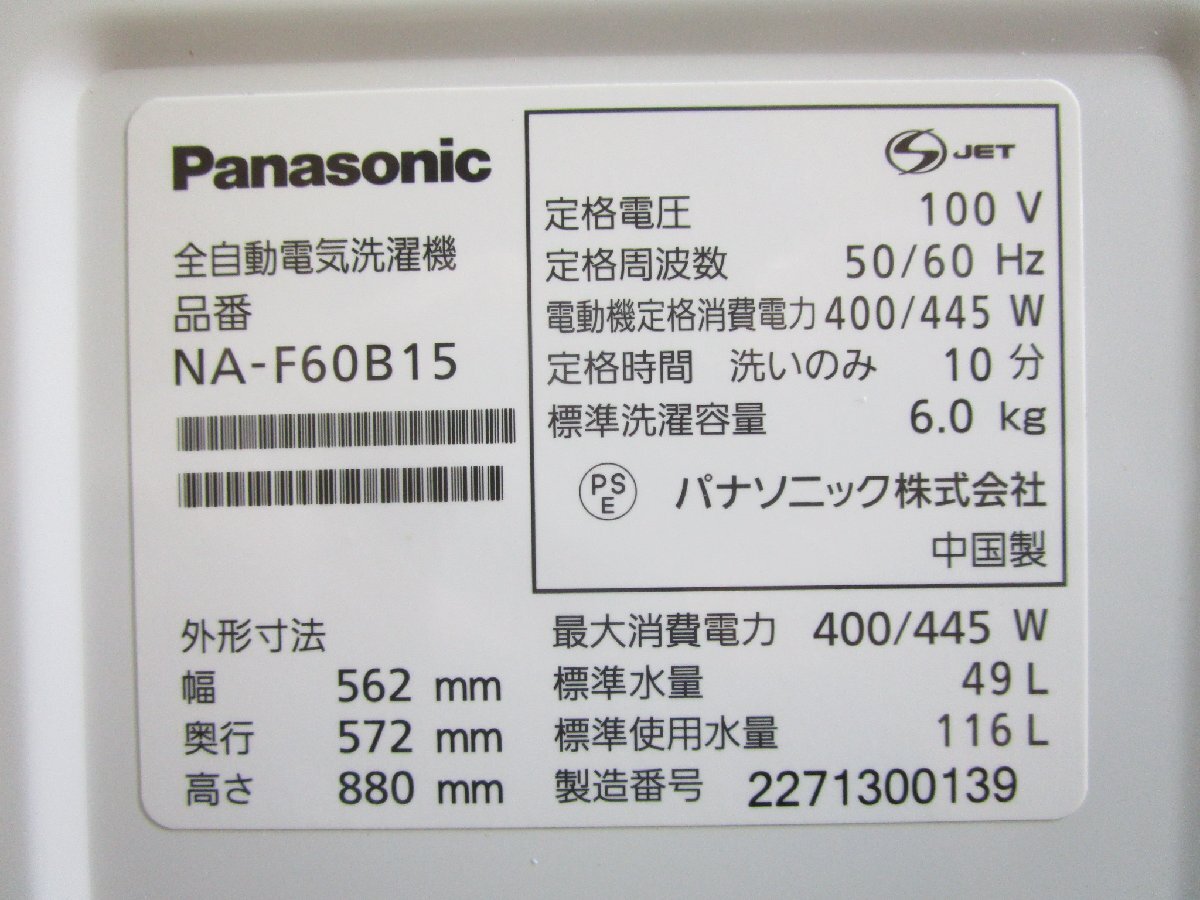 Panasonic
全自動電気洗濯機
品番
NA-F60B15
S JET
定格電圧 100 V
定格周波数 50/60 Hz
電動機定格消費電力 400/445 W
定格時間 洗いのみ 10 分
標準洗濯容量 6.0 kg
PS
E
パナソニック株式会社
中国製
外形寸法
幅 562 mm
奥行 572 mm
高さ 880 mm
最大消費電力 400/445 W
標準水量 49 L
標準使用水量 116 L
製造番号 2271300139